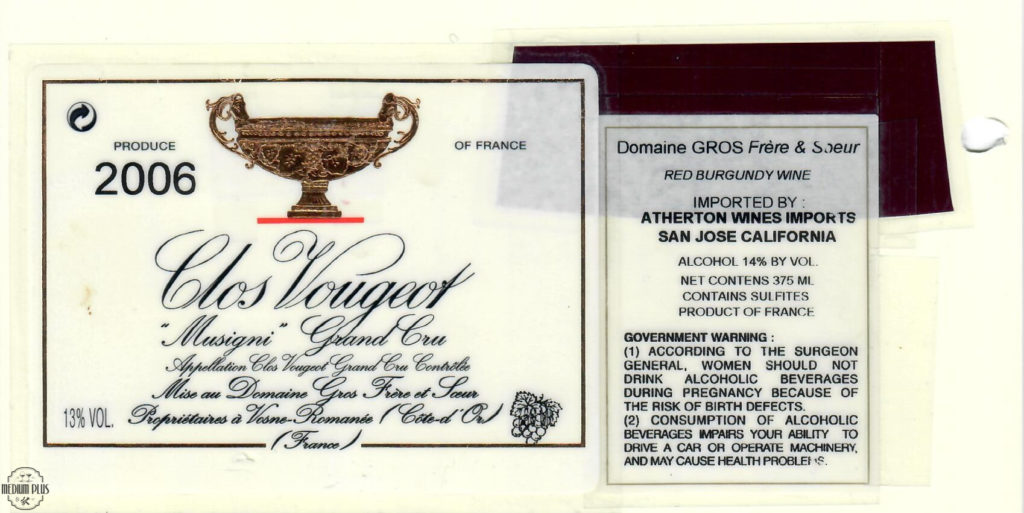 PRODUCE OF FRANCE
2006
Clos Vougeot
"Musigni" Grand Cru
Appellation Clos Vougeot Grand Cru Contrôlée
Mise au Domaine Gros Frère et Sœur
13% VOL. Propriétaires à Vosne-Romanée (Côte-d'Or)
(France)
Domaine GROS Frère & Soeur
RED BURGUNDY WINE
IMPORTED BY :
ATHERTON WINES IMPORTS
SAN JOSE CALIFORNIA
ALCOHOL 14% BY VOL.
NET CONTENS 375 ML
CONTAINS SULFITES
PRODUCT OF FRANCE
GOVERNMENT WARNING :
(1) ACCORDING TO THE SURGEON
GENERAL, WOMEN SHOULD NOT
DRINK ALCOHOLIC BEVERAGES
DURING PREGNANCY BECAUSE OF
THE RISK OF BIRTH DEFECTS.
(2) CONSUMPTION OF ALCOHOLIC
BEVERAGES IMPAIRS YOUR ABILITY TO
DRIVE A CAR OR OPERATE MACHINERY,
AND MAY CAUSE HEALTH PROBLEMS.
MEDIUM PLUS